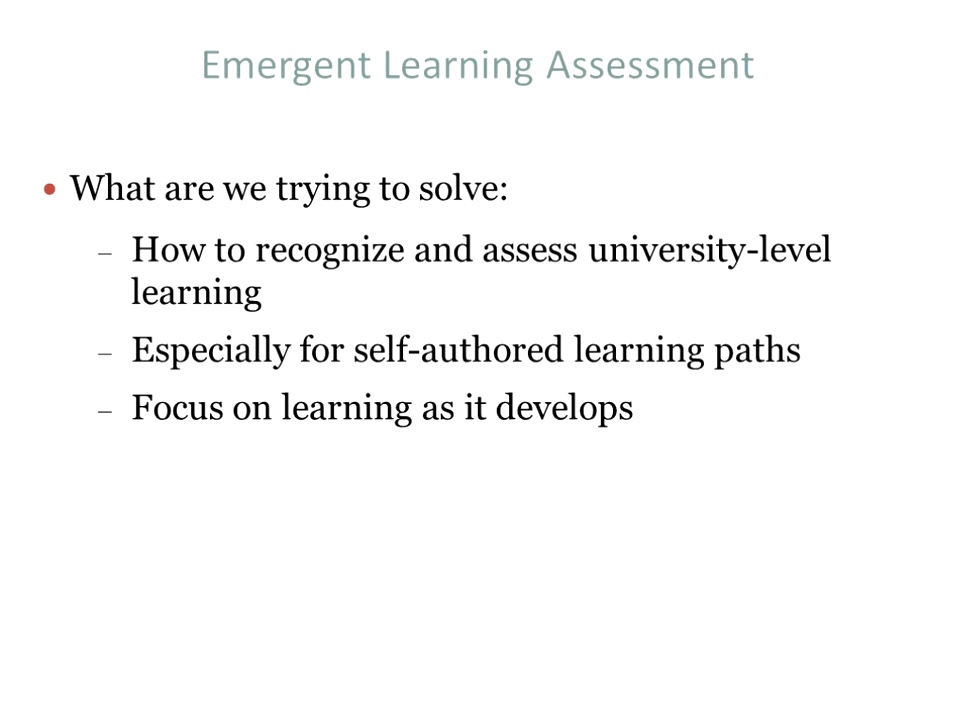 Emergent Learning Assessment
• What are we trying to solve:
– How to recognize and assess university-level
learning
– Especially for self-authored learning paths
– Focus on learning as it develops